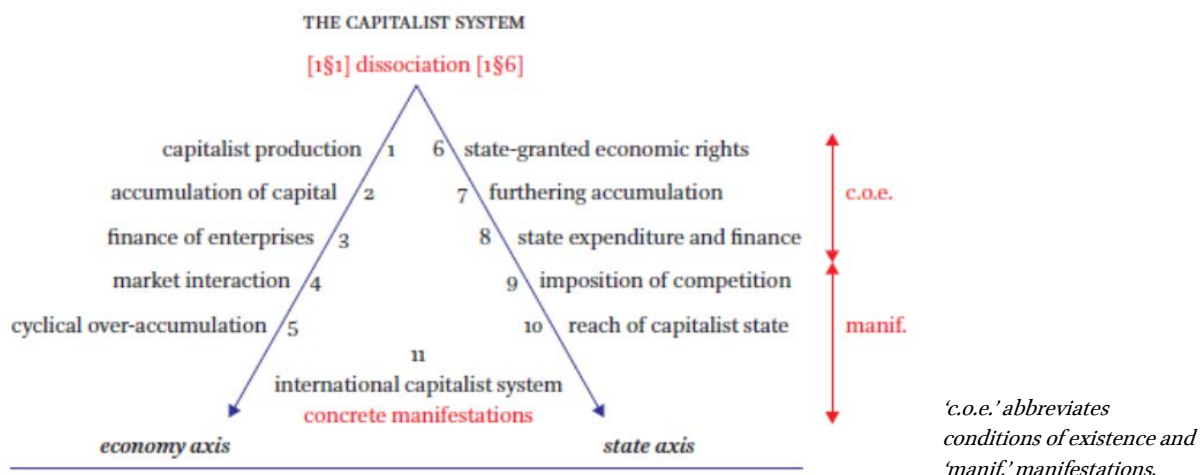 THE CAPITALIST SYSTEM
[1§1] dissociation [1§6]
capitalist production 1 6 state-granted economic rights
accumulation of capital 2 7 furthering accumulation
c.o.e.
finance of enterprises 3 8 state expenditure and finance
market interaction 4 9 imposition of competition
cyclical over-accumulation 5 10 reach of capitalist state
manif.
11
international capitalist system
concrete manifestations
economy axis state axis
‘c.o.e.’ abbreviates
conditions of existence and
‘manif.’ manifestations.